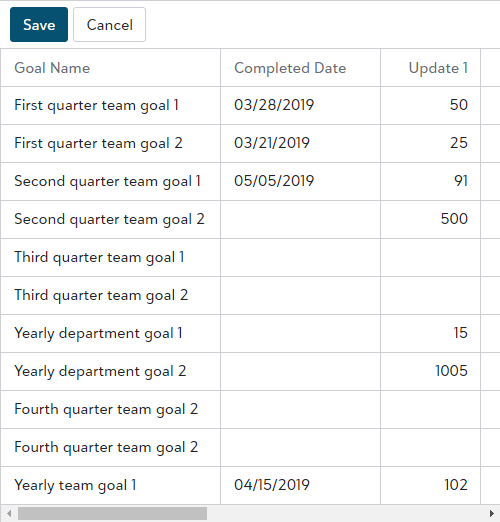 Save Cancel
Goal Name Completed Date Update 1
First quarter team goal 1 03/28/2019 50
First quarter team goal 2 03/21/2019 25
Second quarter team goal 1 05/05/2019 91
Second quarter team goal 2 500
Third quarter team goal 1
Third quarter team goal 2
Yearly department goal 1 15
Yearly department goal 2 1005
Fourth quarter team goal 2
Fourth quarter team goal 2
Yearly team goal 1 04/15/2019 102